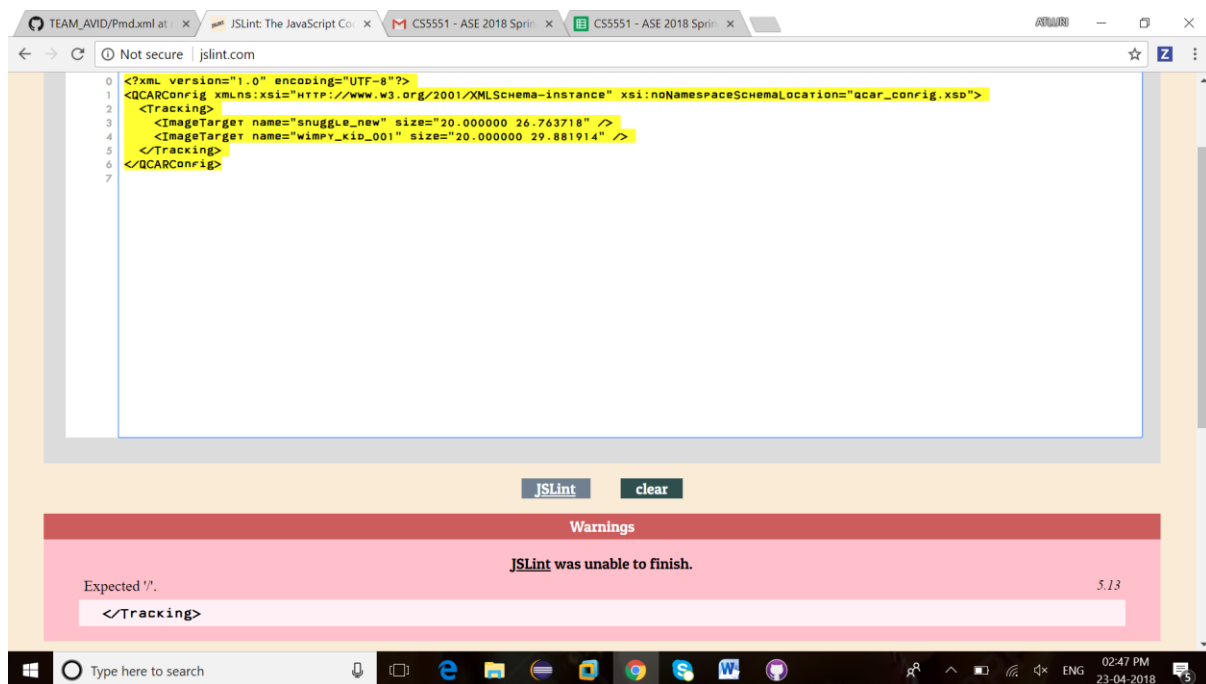 TEAM_AVID/Pmd.xml at
JSLint: The JavaScript Co
CS5551 - ASE 2018 Sprin
CS5551 - ASE 2018 Sprin
ATLURI
Not secure | jslint.com
Z
0 <?xml version="1.0" encoding="UTF-8"?>
1 <QCARConfig xmlns:xsi="http://www.w3.org/2001/XMLSchema-instance" xsi:noNamespaceSchemaLocation="qcar_config.xsd">
2 <Tracking>
3 <ImageTarget name="snuggle_new" size="20.000000 26.763718" />
4 <ImageTarget name="wimpy_kid_001" size="20.000000 29.881914" />
5 </Tracking>
6 </QCARConfig>
7
JSLint clear
Warnings
JSLint was unable to finish.
Expected '/'. 5.13
</Tracking>
Type here to search
ENG
02:47 PM
23-04-2018
5